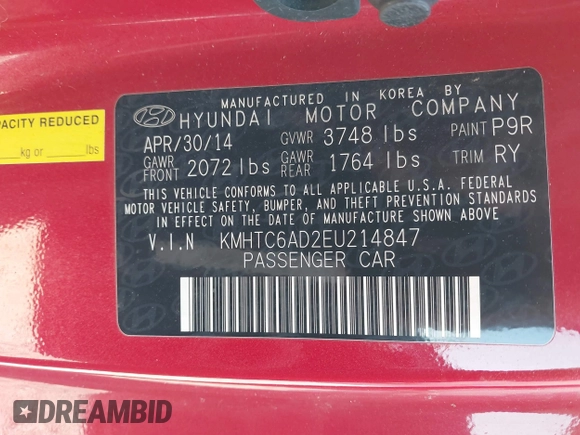 MANUFACTURED IN KOREA BY
HYUNDAI MOTOR COMPANY
APR/30/14 GVWR 3748 lbs PAINT P9R
GAWR FRONT 2072 lbs GAWR REAR 1764 lbs TRIM RY
THIS VEHICLE CONFORMS TO ALL APPLICABLE U.S.A. FEDERAL
MOTOR VEHICLE SAFETY, BUMPER, AND THEFT PREVENTION STANDARDS
IN EFFECT ON THE DATE OF MANUFACTURE SHOWN ABOVE.
V.I.N KMHTC6AD2EU214847
PASSENGER CAR
APACITY REDUCED
kg or lbs
DREAMBID